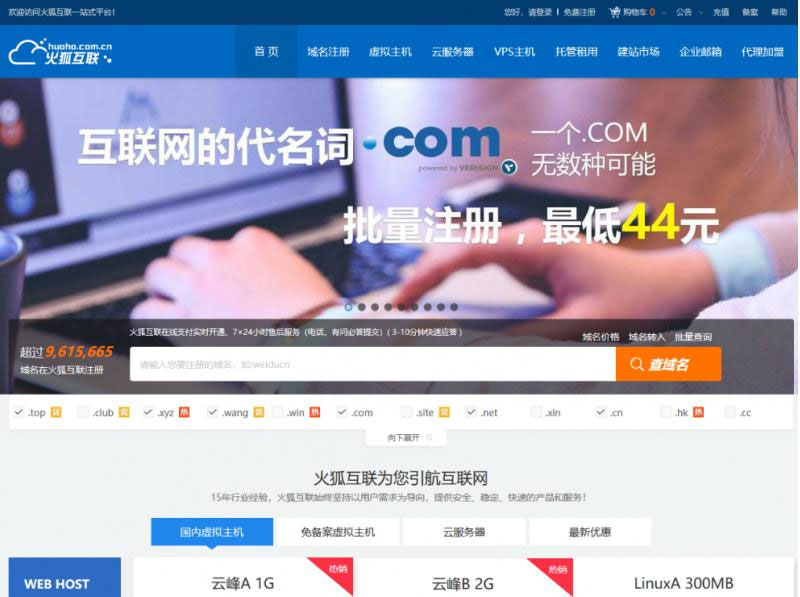 欢迎访问火狐互联一站式平台！
您好，请登录 | 免费注册 购物车 0 公告 充值 备案 帮助
huoho.com.cn
火狐互联
首 页 域名注册 虚拟主机 云服务器 VPS主机 托管租用 建站市场 企业邮箱 代理加盟
互联网的代名词 .com 一个.COM
powered by VERISIGN 无数种可能
批量注册，最低44元
火狐互联在线支付实时开通、7×24小时售后服务（电话、有问必答提交）( 3-10分钟快速应答 )
域名价格 域名转入 批量查询
超过9,615,665
域名在火狐互联注册
请输入您要注册的域名，如:welducn
查域名
.top 促 .club 促 .xyz 热 .wang 促 .win 热 .com .site 促 .net .xin .cn .hk 热 .cc
向下展开
火狐互联为您引航互联网
15年行业经验，火狐互联始终坚持以用户需求为导向，提供安全、稳定、快速的产品和服务！
国内虚拟主机 免备案虚拟主机 云服务器 最新优惠
WEB HOST
云峰A 1G 热销
云峰B 2G 热销
LinuxA 300MB